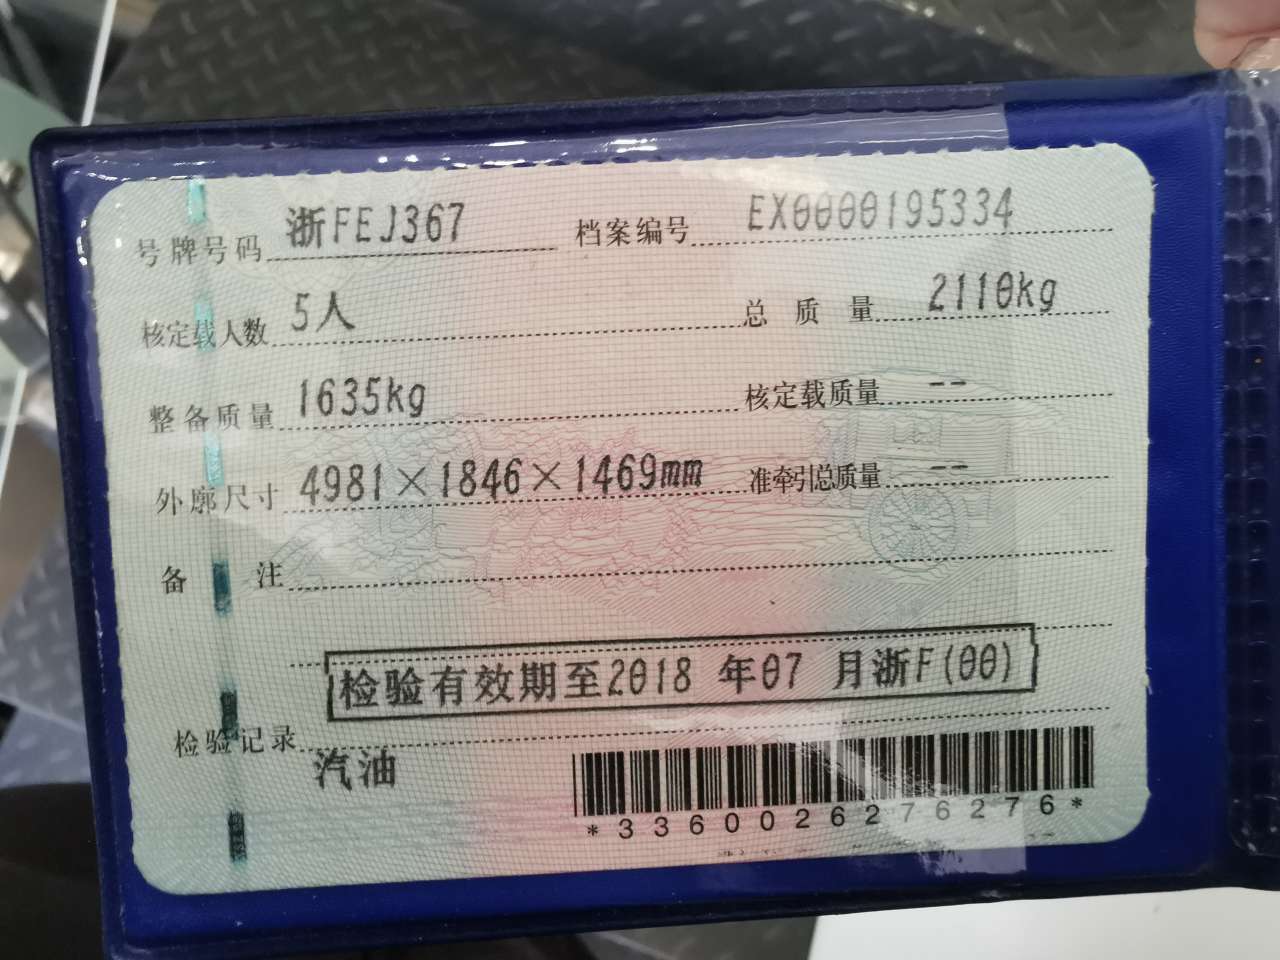 号牌号码 浙FEJ367 档案编号 EX0000195334
核定载人数 5人 总质量 2110kg
整备质量 1635kg 核定载质量 --
外廓尺寸 4981×1846×1469mm 准牵引总质量 --
备注
检验有效期至2018 年07 月浙F(00)
检验记录
汽油
*3360026276276*